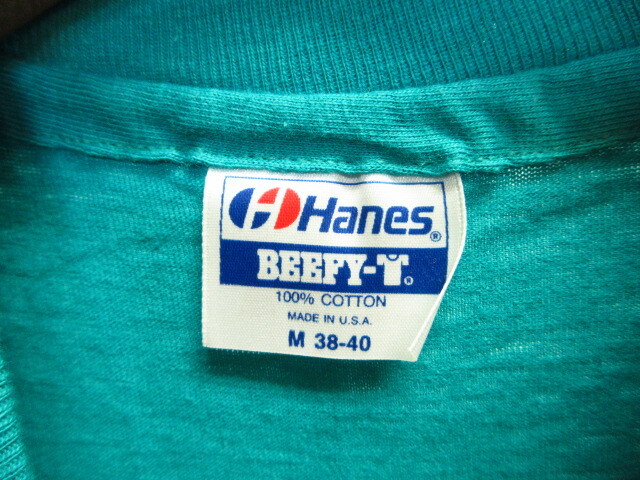 Hanes®
BEEFY-T®
100% COTTON
MADE IN U.S.A.
M 38-40